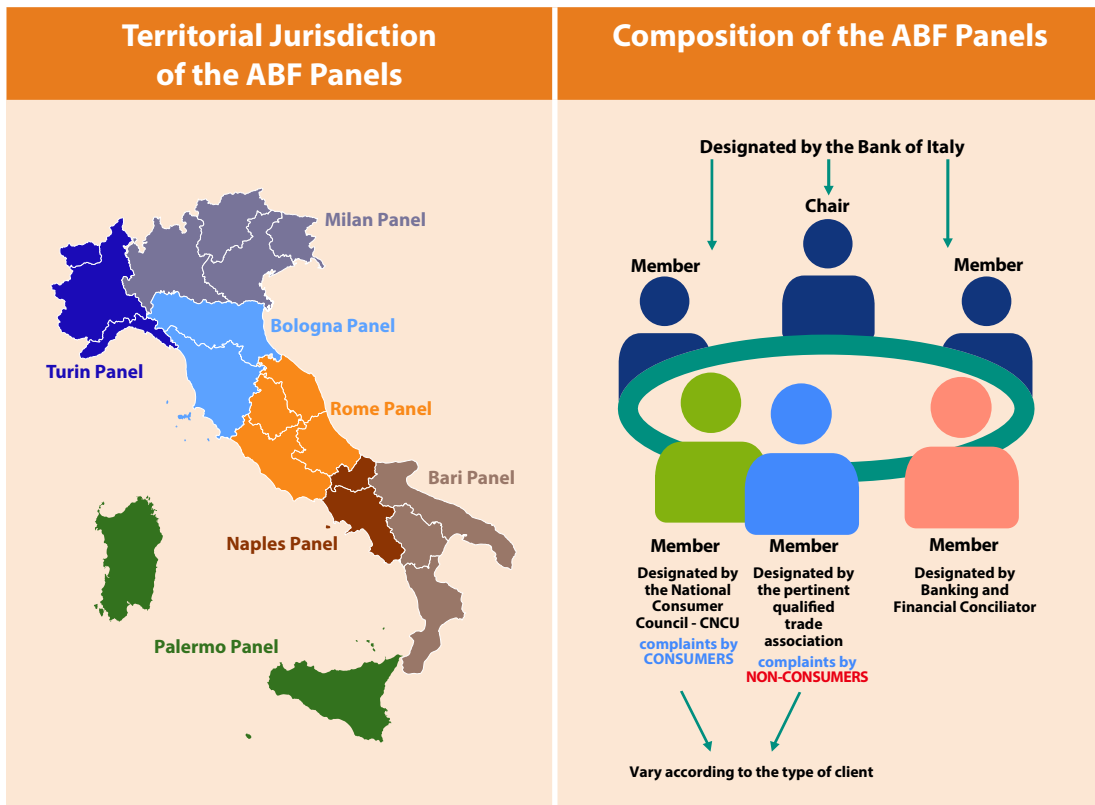 Territorial Jurisdiction
of the ABF Panels
Milan Panel
Bologna Panel
Turin Panel
Rome Panel
Bari Panel
Naples Panel
Palermo Panel
Composition of the ABF Panels
Designated by the Bank of Italy
Chair
Member
Member
Member
Designated by
the National
Consumer
Council - CNCU
complaints by
CONSUMERS
Member
Designated by
the pertinent
qualified
trade
association
complaints by
NON-CONSUMERS
Member
Designated by
Banking and
Financial Conciliator
Vary according to the type of client